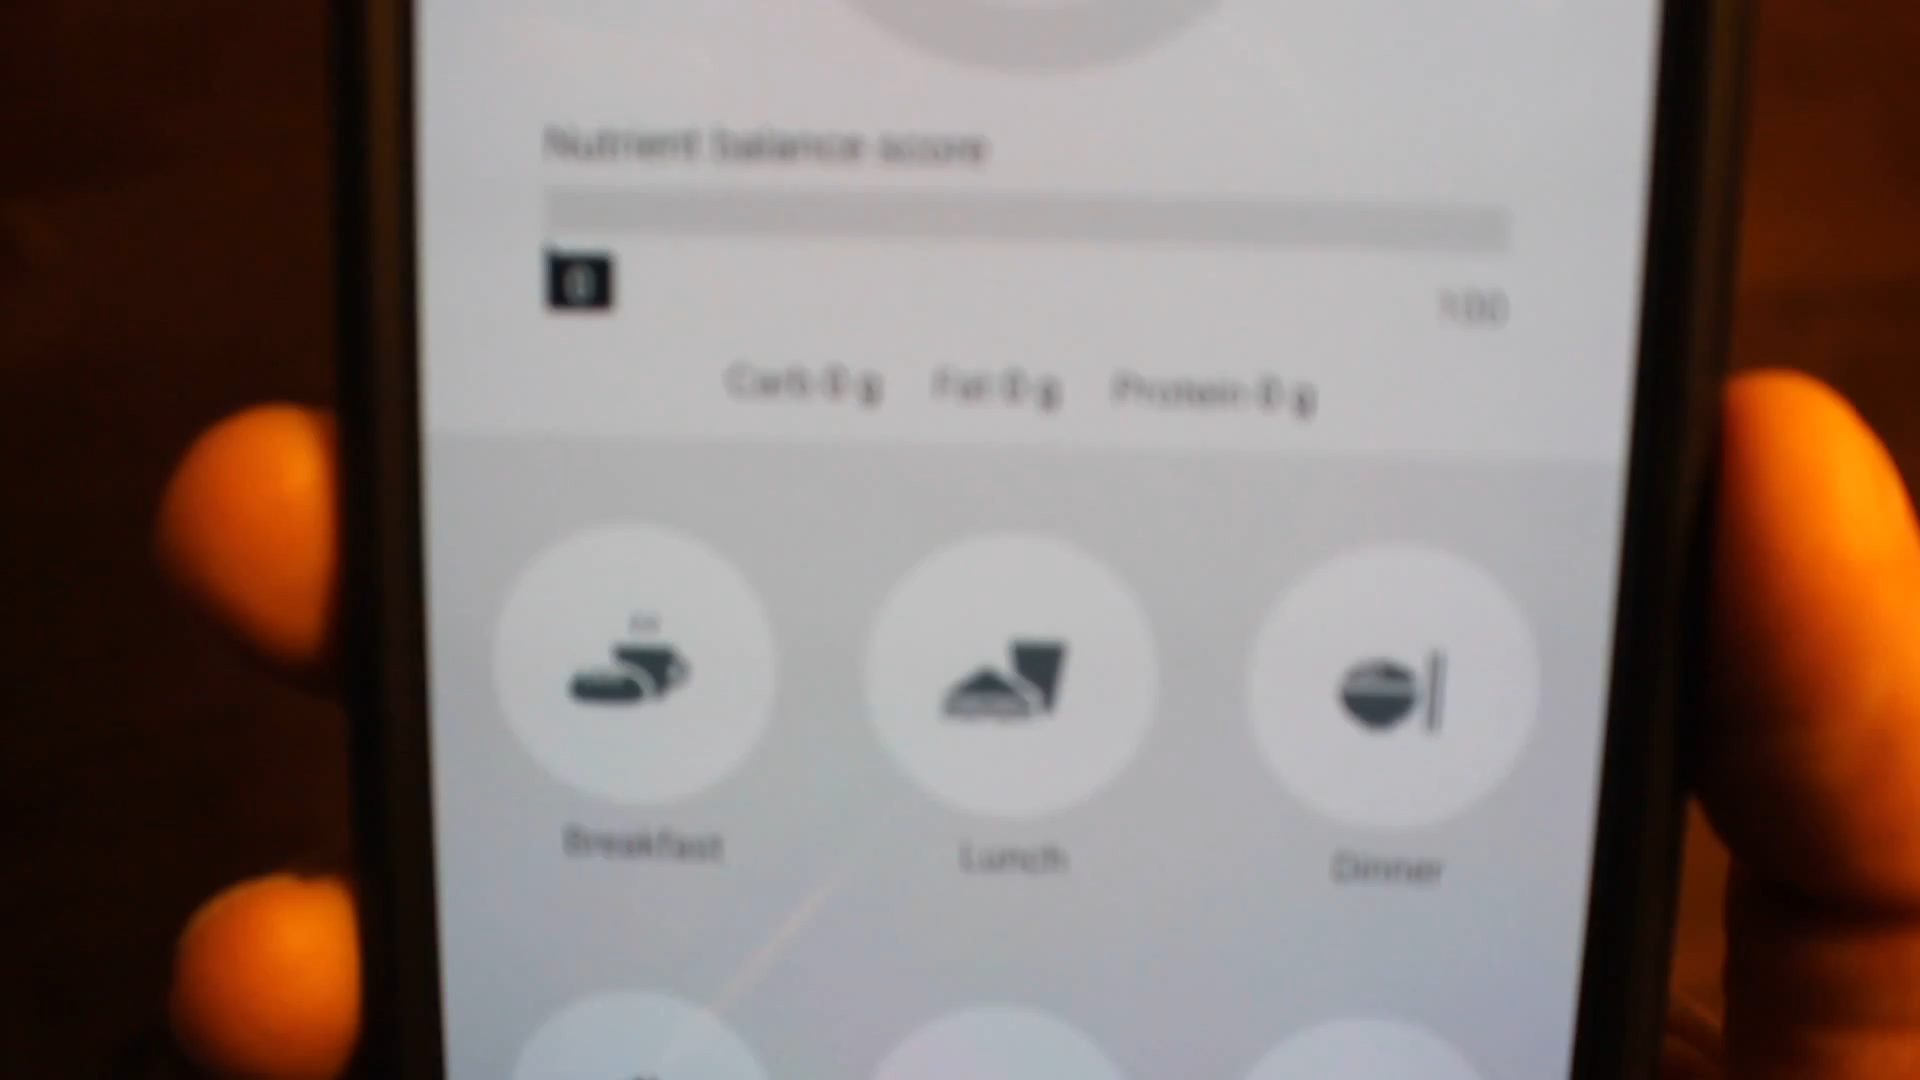 Nutrient balance score
0
100
Carb 0 g Fat 0 g Protein 0 g
Breakfast
Lunch
Dinner